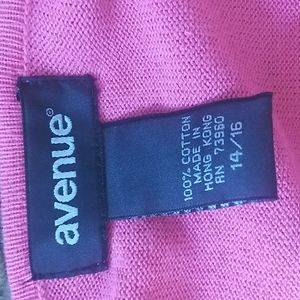 avenue®
100% COTTON
MADE IN
HONG KONG
RN 73960
14/16